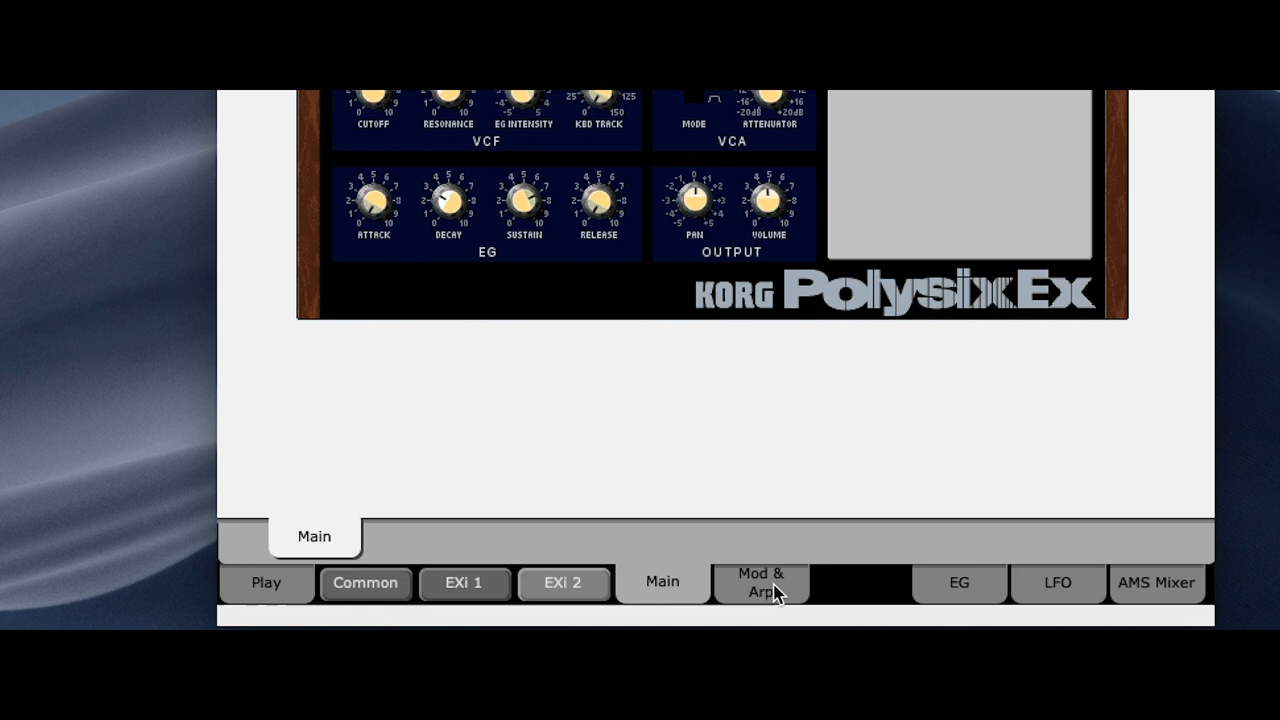 CUTOFF RESONANCE EG INTENSITY KBD TRACK MODE ATTENUATOR
VCF VCA
ATTACK DECAY SUSTAIN RELEASE PAN VOLUME
EG OUTPUT
KORG PolysixEx
Main
Play Common EXi 1 EXi 2 Main Mod & Arp EG LFO AMS Mixer